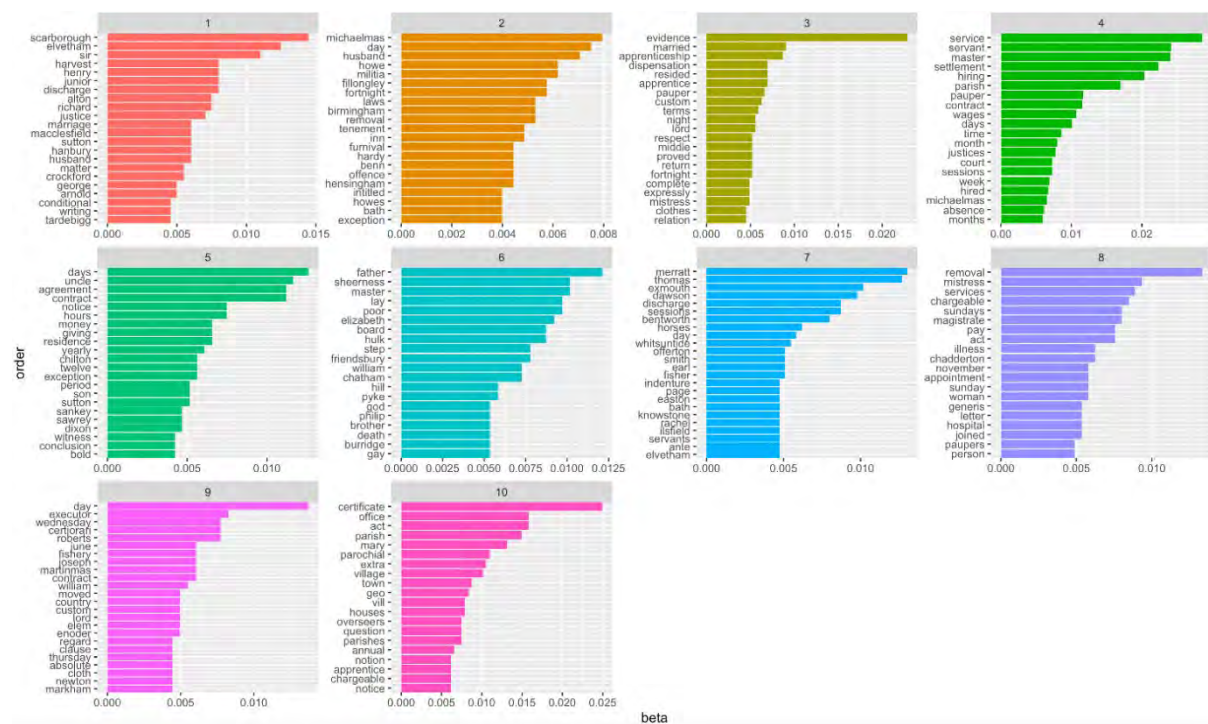 1
scarborough
elvetham
sir
harvest
henry
junior
discharge
alton
richard
justice
marriage
macclesfield
sutton
hanbury
husband
matter
crockford
george
arnold
conditional
writing
tardebigg
0.000 0.005 0.010 0.015
2
michaelmas
day
husband
howe
militia
fillongley
fortnight
laws
birmingham
removal
tenement
inn
furnival
hardy
benn
offence
hensingham
intitled
howes
bath
exception
0.000 0.002 0.004 0.006 0.008
3
evidence
married
apprenticeship
dispensation
resided
apprentice
pauper
custom
terms
night
lord
respect
middle
proved
return
fortnight
complete
expressly
mistress
clothes
relation
0.000 0.005 0.010 0.015 0.020
4
service
servant
master
settlement
hiring
parish
pauper
contract
wages
days
time
month
justices
court
sessions
week
hired
michaelmas
absence
months
0.00 0.01 0.02
order
5
days
uncle
agreement
contract
notice
hours
money
giving
residence
yearly
chilton
twelve
exception
period
son
sutton
sankey
sawrey
dixon
witness
conclusion
bold
0.000 0.005 0.010
6
father
sheerness
master
lay
poor
elizabeth
board
hulk
step
friendsbury
william
chatham
hill
pyke
god
philip
brother
death
burridge
gay
0.0000 0.0025 0.0050 0.0075 0.0100 0.0125
7
merratt
thomas
exmouth
dawson
discharge
sessions
bentworth
horses
day
whitsuntide
offerton
smith
earl
fisher
indenture
page
easton
bath
knowstone
rachel
ilsfield
servants
ante
elvetham
0.000 0.005 0.010
8
removal
mistress
services
chargeable
sundays
magistrate
pay
act
illness
chadderton
november
appointment
sunday
woman
generis
letter
hospital
joined
paupers
person
0.000 0.005 0.010
9
day
executor
wednesday
certiorari
roberts
june
fishery
joseph
martinmas
contract
william
moved
country
custom
lord
elem
enoder
regard
clause
thursday
absolute
cloth
newton
markham
0.000 0.005 0.010
10
certificate
office
act
parish
mary
parochial
extra
village
town
geo
vill
houses
overseers
question
parishes
annual
notion
apprentice
chargeable
notice
0.000 0.005 0.010 0.015 0.020 0.025
beta